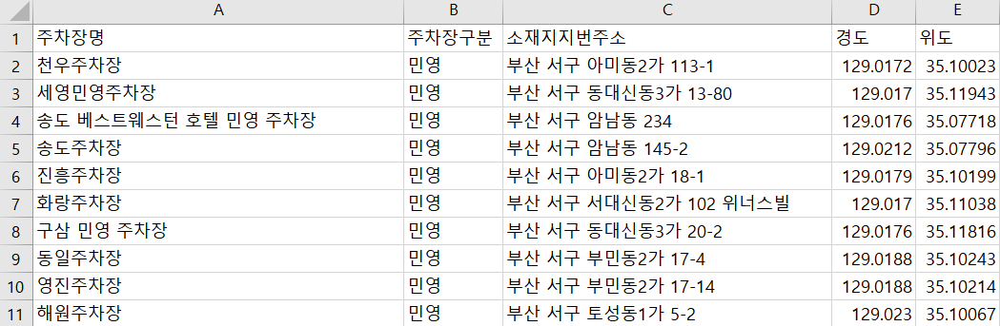 A B C D E
1 주차장명 주차장구분 소재지지번주소 경도 위도
2 천우주차장 민영 부산 서구 아미동2가 113-1 129.0172 35.10023
3 세영민영주차장 민영 부산 서구 동대신동3가 13-80 129.017 35.11943
4 송도 베스트웨스턴 호텔 민영 주차장 민영 부산 서구 암남동 234 129.0176 35.07718
5 송도주차장 민영 부산 서구 암남동 145-2 129.0212 35.07796
6 진흥주차장 민영 부산 서구 아미동2가 18-1 129.0179 35.10199
7 화랑주차장 민영 부산 서구 서대신동2가 102 위너스빌 129.017 35.11038
8 구삼 민영 주차장 민영 부산 서구 동대신동3가 20-2 129.0176 35.11816
9 동일주차장 민영 부산 서구 부민동2가 17-4 129.0188 35.10243
10 영진주차장 민영 부산 서구 부민동2가 17-14 129.0188 35.10214
11 해원주차장 민영 부산 서구 토성동1가 5-2 129.023 35.10067